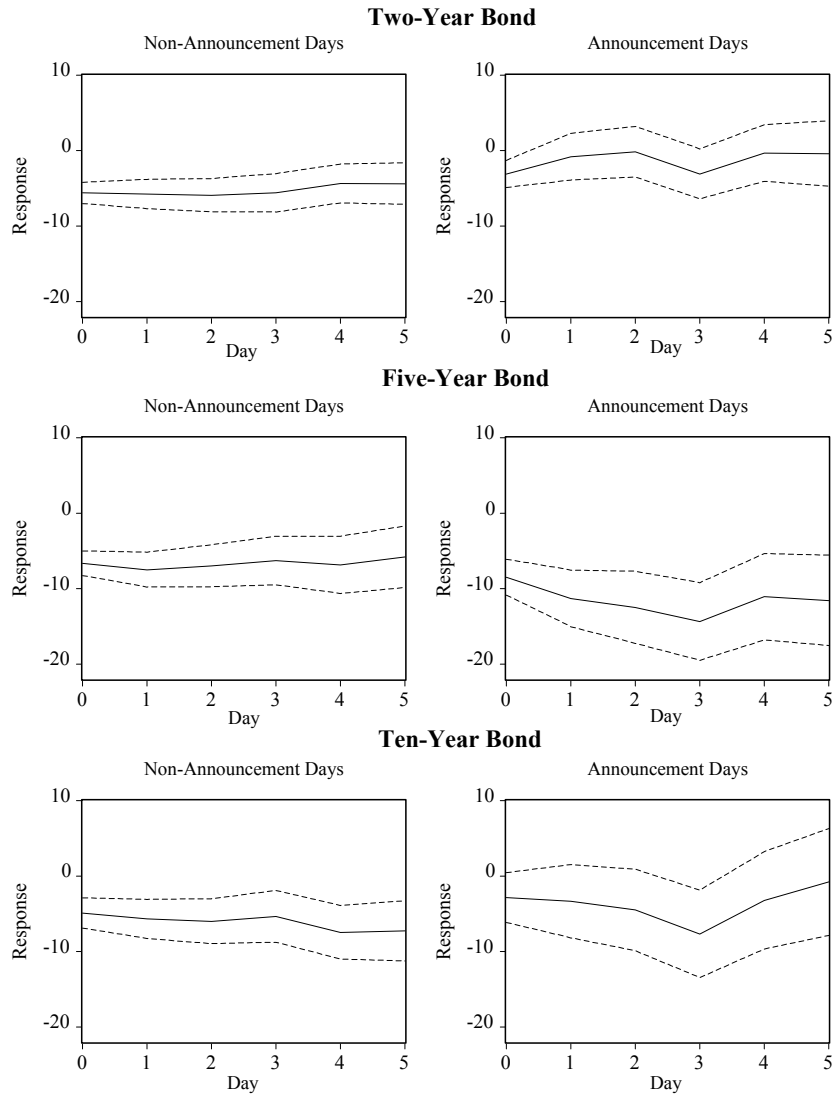 Two-Year Bond
Non-Announcement Days
Announcement Days
10
0
-10
-20
Response
0 1 2 3 4 5
Day
10
0
-10
-20
Response
0 1 2 3 4 5
Day
Five-Year Bond
Non-Announcement Days
Announcement Days
10
0
-10
-20
Response
0 1 2 3 4 5
Day
10
0
-10
-20
Response
0 1 2 3 4 5
Day
Ten-Year Bond
Non-Announcement Days
Announcement Days
10
0
-10
-20
Response
0 1 2 3 4 5
Day
10
0
-10
-20
Response
0 1 2 3 4 5
Day